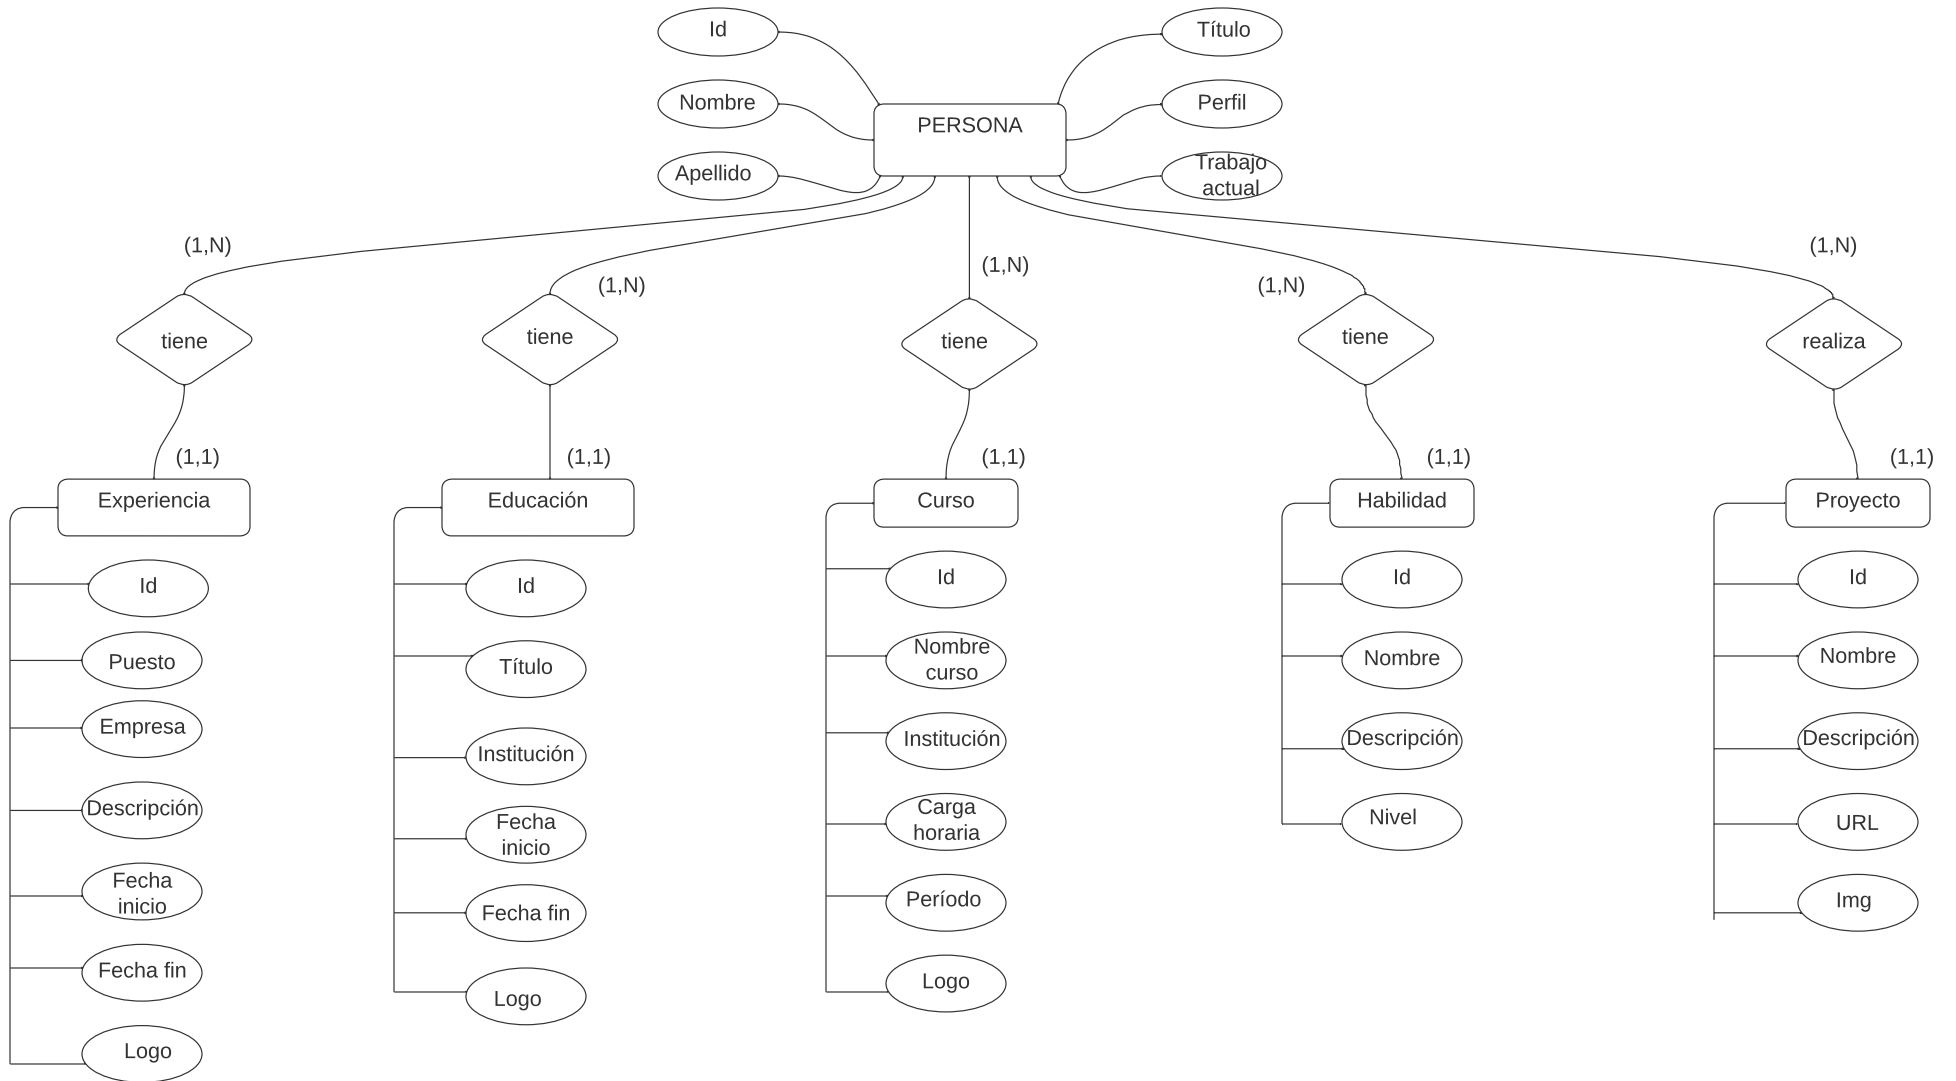 Id
Título
Nombre
PERSONA
Perfil
Apellido
Trabajo
actual
(1,N)
(1,N)
(1,N)
(1,N)
(1,N)
tiene
tiene
tiene
tiene
realiza
(1,1)
(1,1)
(1,1)
(1,1)
(1,1)
Experiencia
Id
Puesto
Empresa
Descripción
Fecha
inicio
Fecha fin
Logo
Educación
Id
Título
Institución
Fecha
inicio
Fecha fin
Logo
Curso
Id
Nombre
curso
Institución
Carga
horaria
Período
Logo
Habilidad
Id
Nombre
Descripción
Nivel
Proyecto
Id
Nombre
Descripción
URL
Img